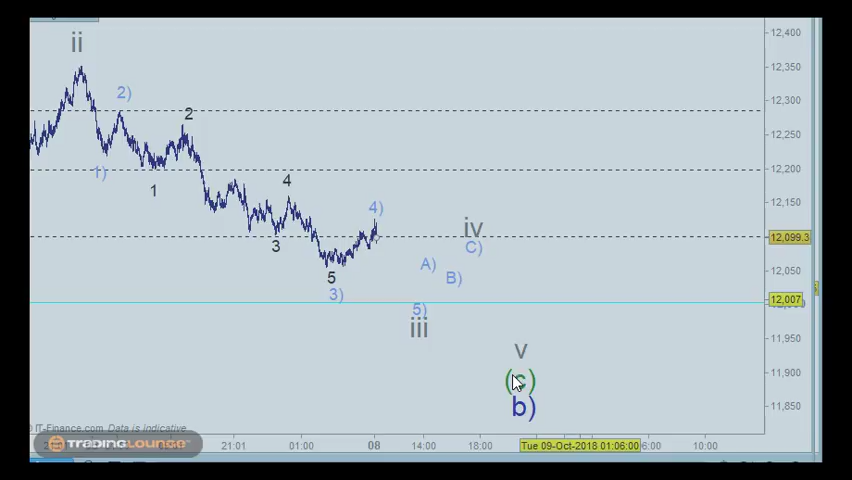 12,400
ii
12,350
2)
12,300
2
12,250
1)
12,200
1
4
12,150
4)
iv
12,099.3
3
C)
A)
5
B)
12,050
3)
12,007
5)
iii
11,950
v
(c)
11,900
b)
11,850
© IT-Finance.com Data is indicative
TRADINGLOUNGE
21:01
01:00
08
14:00
18:00
Tue 09-Oct-2018 01:06:00
6:00
10:00